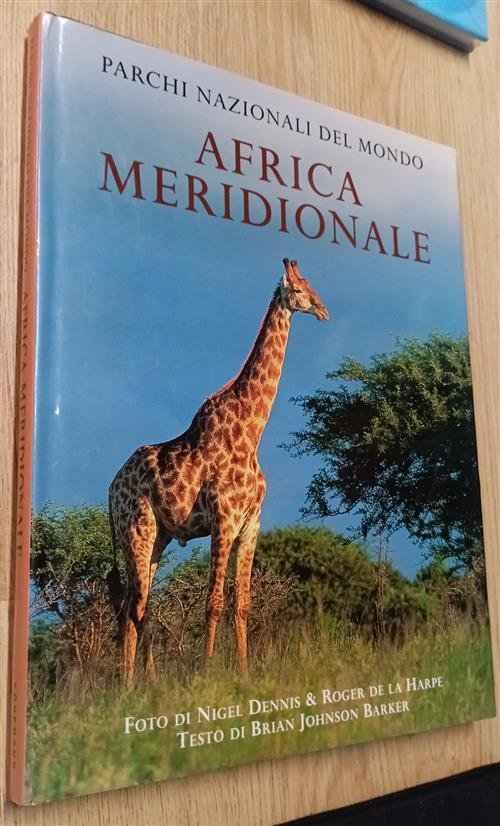 PARCHI NAZIONALI DEL MONDO
AFRICA
MERIDIONALE
FOTO DI NIGEL DENNIS & ROGER DE LA HARPE
TESTO DI BRIAN JOHNSON BARKER
AFRICA MERIDIONALE
KÖNEMANN